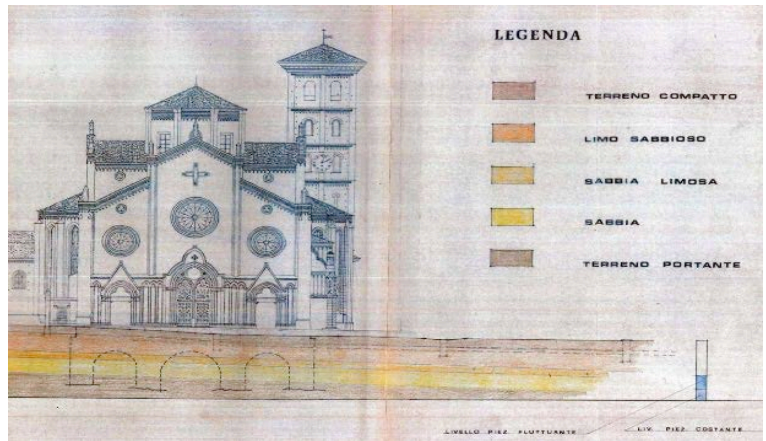 LEGENDA
TERRENO COMPATTO
LIMO SABBIOSO
SABBIA LIMOSA
SABBIA
TERRENO PORTANTE
LIVELLO PIEZ. FLUTTUANTE
LIV. PIEZ. COSTANTE